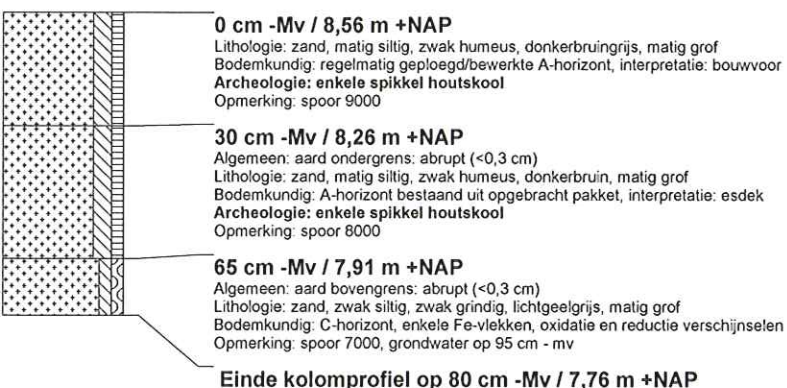 0 cm -Mv / 8,56 m +NAP
Lithologie: zand, matig siltig, zwak humeus, donkerbruingrijs, matig grof
Bodemkundig: regelmatig geploegd/bewerkte A-horizont, interpretatie: bouwvoor
Archeologie: enkele spikkel houtskool
Opmerking: spoor 9000
30 cm -Mv / 8,26 m +NAP
Algemeen: aard ondergrens: abrupt (<0,3 cm)
Lithologie: zand, matig siltig, zwak humeus, donkerbruin, matig grof
Bodemkundig: A-horizont bestaand uit opgebracht pakket, interpretatie: esdek
Archeologie: enkele spikkel houtskool
Opmerking: spoor 8000
65 cm -Mv / 7,91 m +NAP
Algemeen: aard bovengrens: abrupt (<0,3 cm)
Lithologie: zand, zwak siltig, zwak grindig, lichtgeelgrijs, matig grof
Bodemkundig: C-horizont, enkele Fe-vlekken, oxidatie en reductie verschijnselen
Opmerking: spoor 7000, grondwater op 95 cm - mv
Einde kolomprofiel op 80 cm -Mv / 7,76 m +NAP